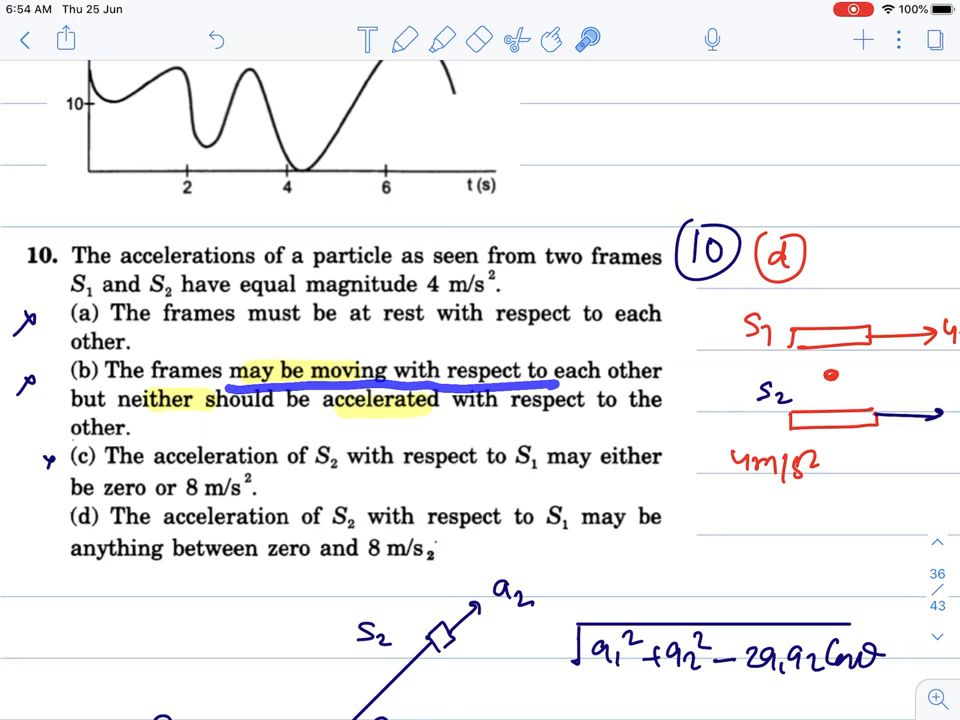 6:54 AM Thu 25 Jun
100%
T
10
2 4 6 t(s)
10. The accelerations of a particle as seen from two frames
S₁ and S₂ have equal magnitude 4 m/s².
(a) The frames must be at rest with respect to each
other.
(b) The frames may be moving with respect to each other
but neither should be accelerated with respect to the
other.
(c) The acceleration of S₂ with respect to S₁ may either
be zero or 8 m/s².
(d) The acceleration of S₂ with respect to S₁ may be
anything between zero and 8 m/s₂.
10 d
S1
4
S2
4m/s2
36
/
43
S2 a2
√a₁² + a₂² − 2a₁a₂ Cosθ